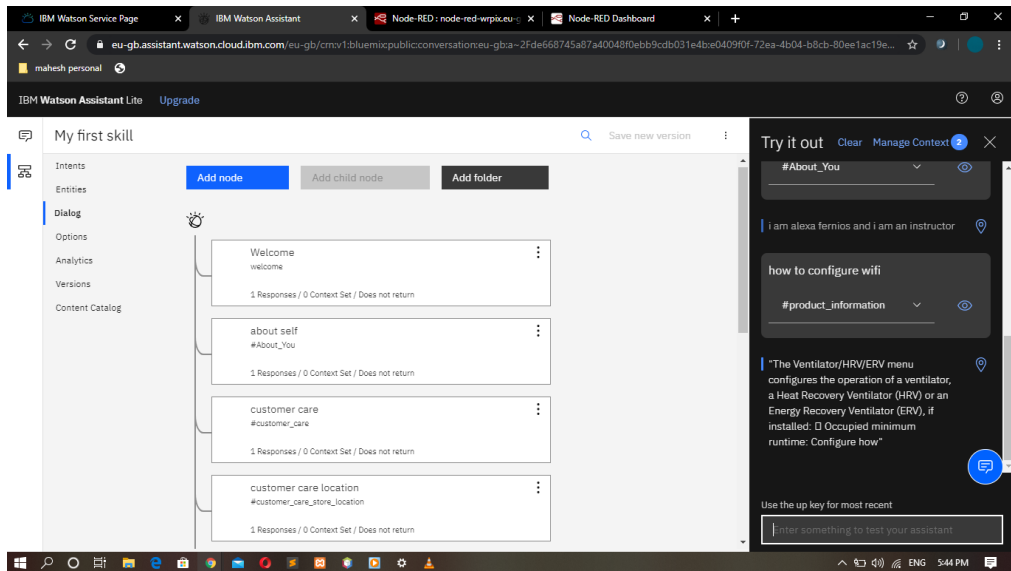 IBM Watson Service Page
IBM Watson Assistant
Node-RED : node-red-wrpix.eu-g
Node-RED Dashboard
eu-gb.assistant.watson.cloud.ibm.com/eu-gb/crn:v1:bluemix:public:conversation:eu-gb:a~2Fde668745a87a40048f0ebb9cdb031e4b:e0409f0f-72ea-4b04-b8cb-80ee1ac19e...
mahesh personal
IBM Watson Assistant Lite Upgrade
My first skill
Save new version
Intents
Entities
Dialog
Options
Analytics
Versions
Content Catalog
Add node
Add child node
Add folder
Welcome
welcome
1 Responses / 0 Context Set / Does not return
about self
#About_You
1 Responses / 0 Context Set / Does not return
customer care
#customer_care
1 Responses / 0 Context Set / Does not return
customer care location
#customer_care_store_location
1 Responses / 0 Context Set / Does not return
Try it out Clear Manage Context 2
#About_You
i am alexa fernios and i am an instructor
how to configure wifi
#product_information
"The Ventilator/HRV/ERV menu
configures the operation of a ventilator,
a Heat Recovery Ventilator (HRV) or an
Energy Recovery Ventilator (ERV), if
installed: ▯ Occupied minimum
runtime: Configure how"
Use the up key for most recent
Enter something to test your assistant
ENG 5:44 PM